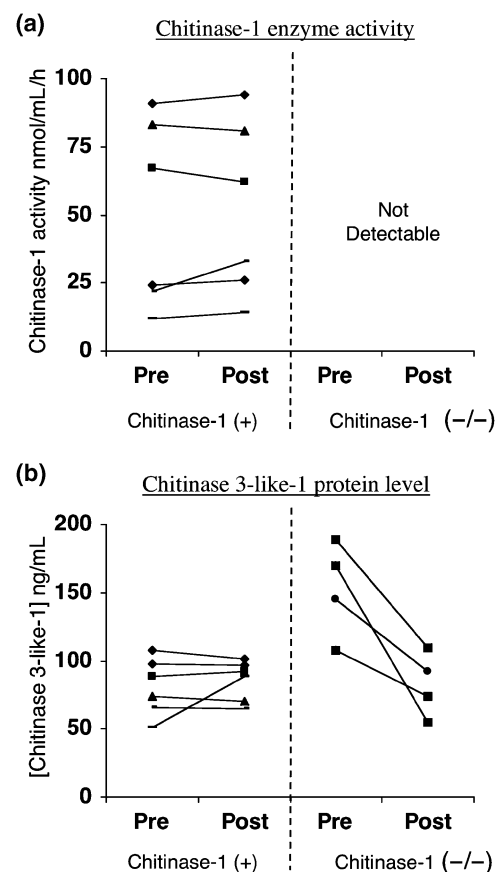 (a)
Chitinase-1 enzyme activity
Chitinase-1 activity nmol/mL/h
100
75
50
25
0
Not
Detectable
Pre Post Pre Post
Chitinase-1 (+) Chitinase-1 (−/−)
(b)
Chitinase 3-like-1 protein level
[Chitinase 3-like-1] ng/mL
200
150
100
50
0
Pre Post Pre Post
Chitinase-1 (+) Chitinase-1 (−/−)